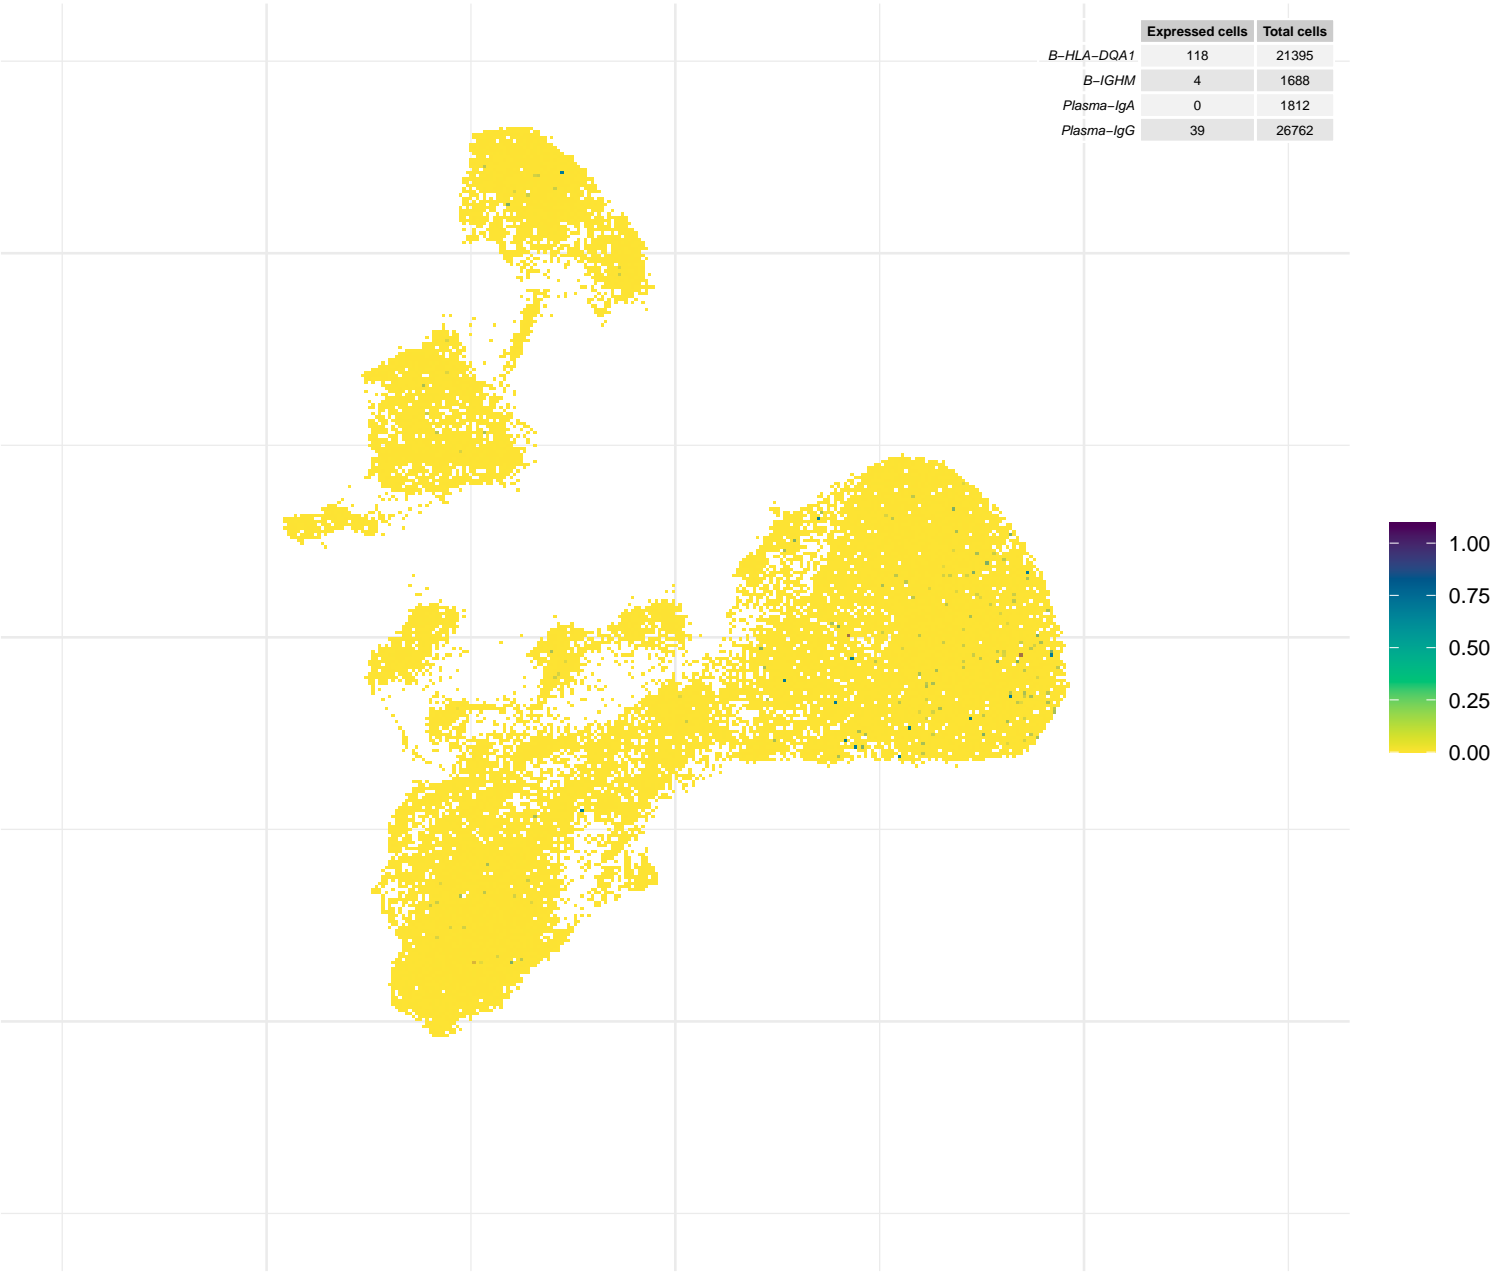 Expressed cells Total cells
B−HLA−DQA1 118 21395
B−IGHM 4 1688
Plasma−IgA 0 1812
Plasma−IgG 39 26762
1.00
0.75
0.50
0.25
0.00